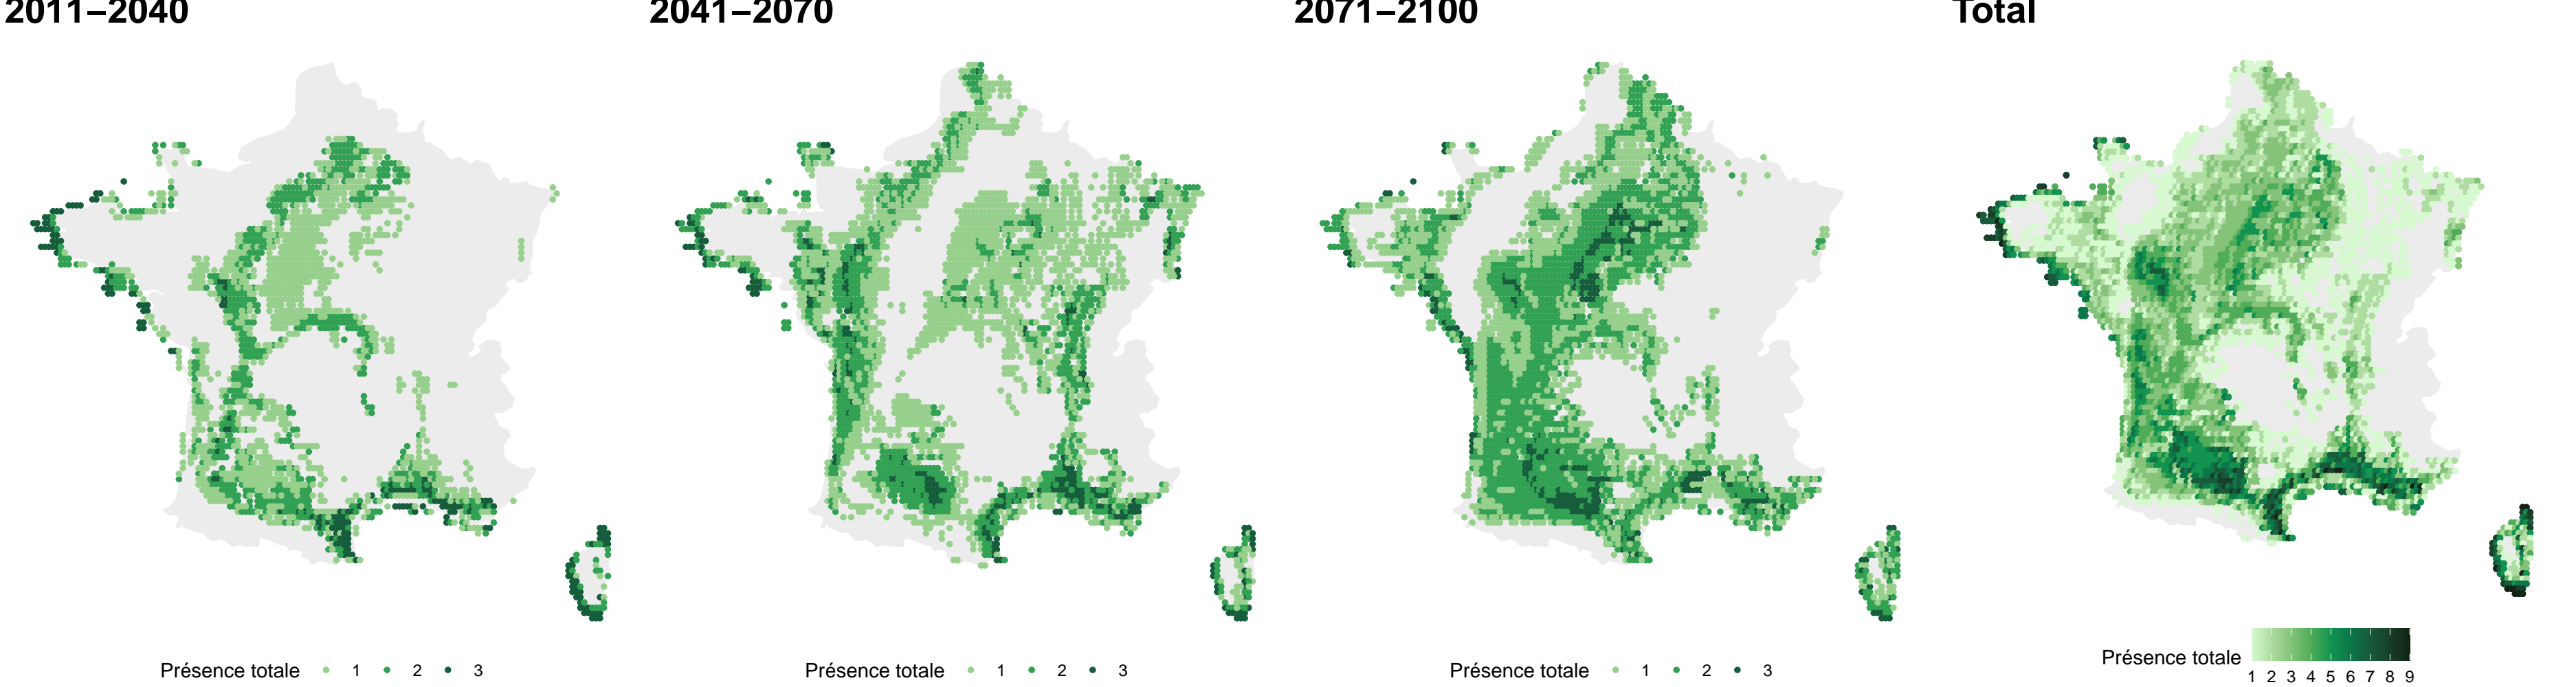 2011–2040
2041–2070
2071–2100
Total
Présence totale 1 2 3
Présence totale 1 2 3
Présence totale 1 2 3
Présence totale
1 2 3 4 5 6 7 8 9